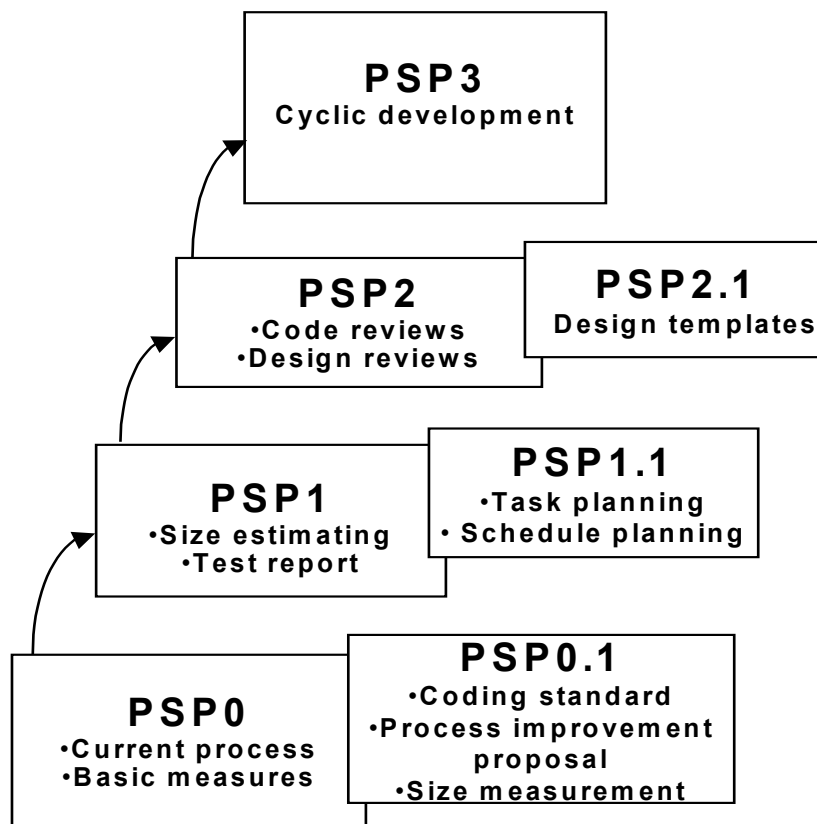 PSP3
Cyclic development
PSP2
•Code reviews
•Design reviews
PSP2.1
Design templates
PSP1
•Size estimating
•Test report
PSP1.1
•Task planning
• Schedule planning
PSP0
•Current process
•Basic measures
PSP0.1
•Coding standard
•Process improvement
proposal
•Size measurement